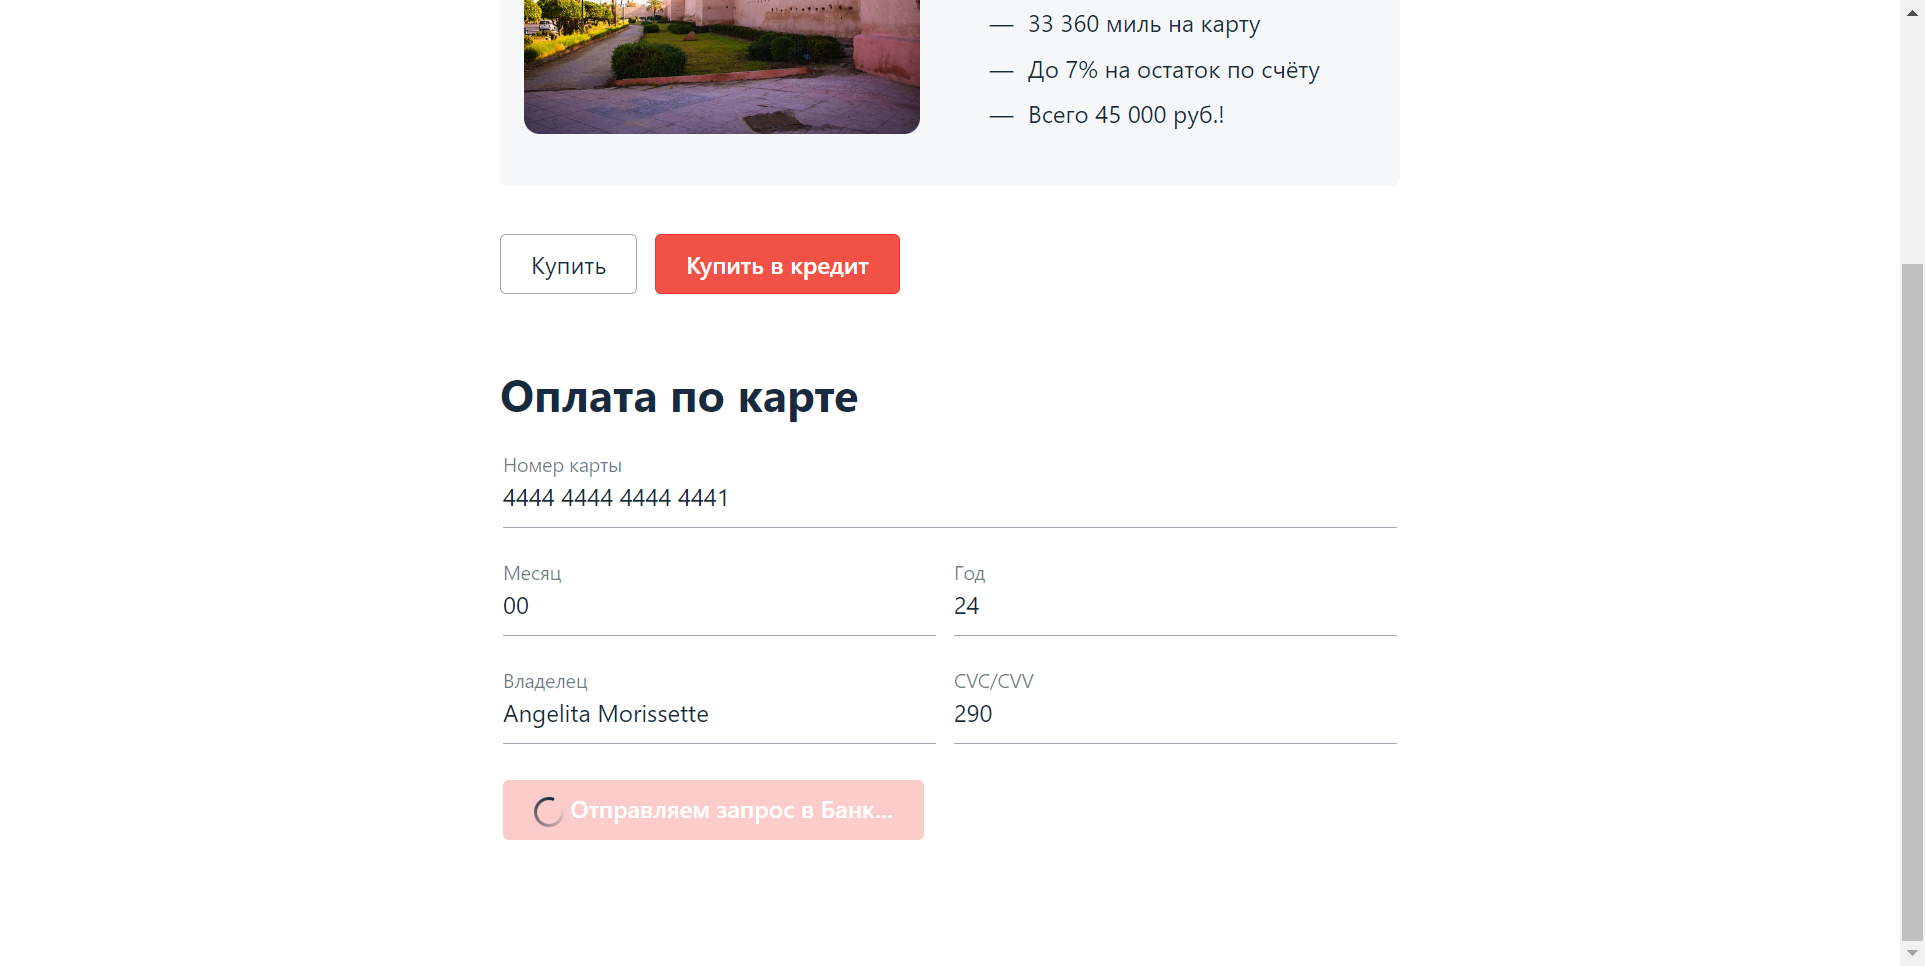 — 33 360 миль на карту
— До 7% на остаток по счёту
— Всего 45 000 руб.!
Купить
Купить в кредит
Оплата по карте
Номер карты
4444 4444 4444 4441
Месяц
Год
00
24
Владелец
CVC/CVV
Angelita Morissette
290
Отправляем запрос в Банк...